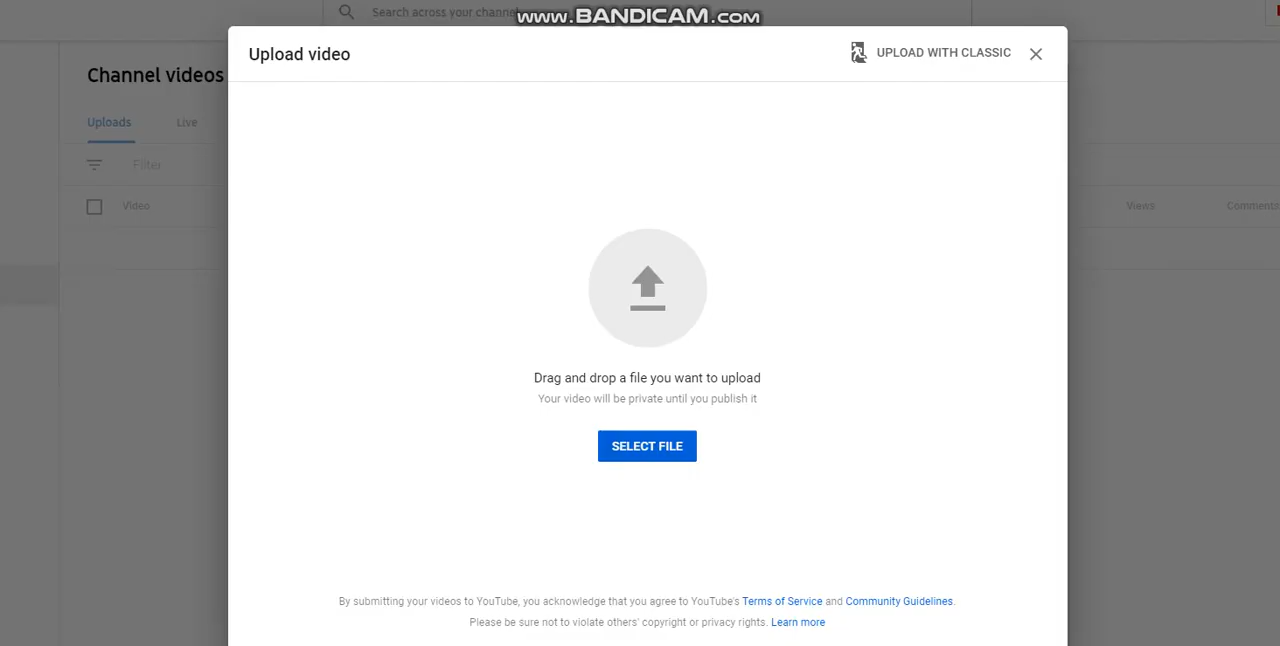 Search across your channel
www.BANDICAM.com
Upload video
UPLOAD WITH CLASSIC
Channel videos
Uploads
Live
Filter
Video
Views
Comments
Drag and drop a file you want to upload
Your video will be private until you publish it
SELECT FILE
By submitting your videos to YouTube, you acknowledge that you agree to YouTube's Terms of Service and Community Guidelines.
Please be sure not to violate others' copyright or privacy rights. Learn more